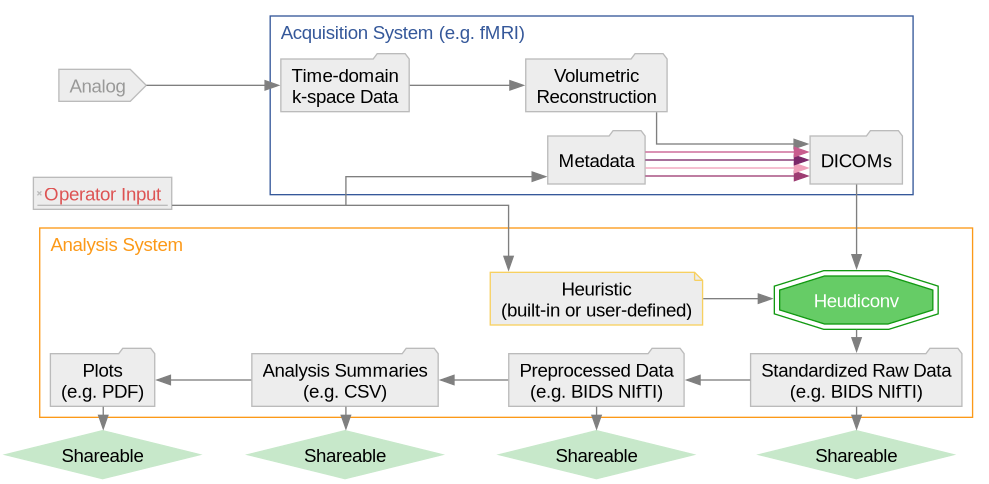 Acquisition System (e.g. fMRI)
Analog
Time-domain
k-space Data
Volumetric
Reconstruction
Metadata
DICOMs
Operator Input
Analysis System
Heuristic
(built-in or user-defined)
Heudiconv
Plots
(e.g. PDF)
Analysis Summaries
(e.g. CSV)
Preprocessed Data
(e.g. BIDS NIfTI)
Standardized Raw Data
(e.g. BIDS NIfTI)
Shareable
Shareable
Shareable
Shareable